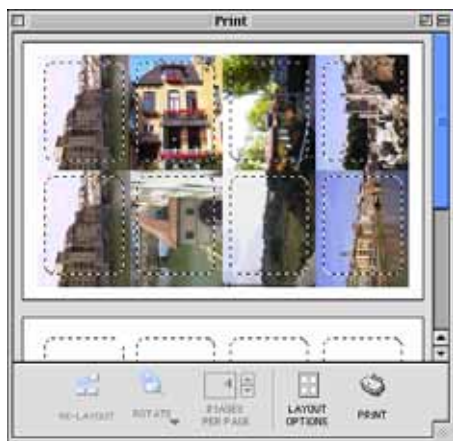 Print
4
RE-LAYOUT
ROTATE
IMAGES
PER PAGE
LAYOUT
OPTIONS
PRINT